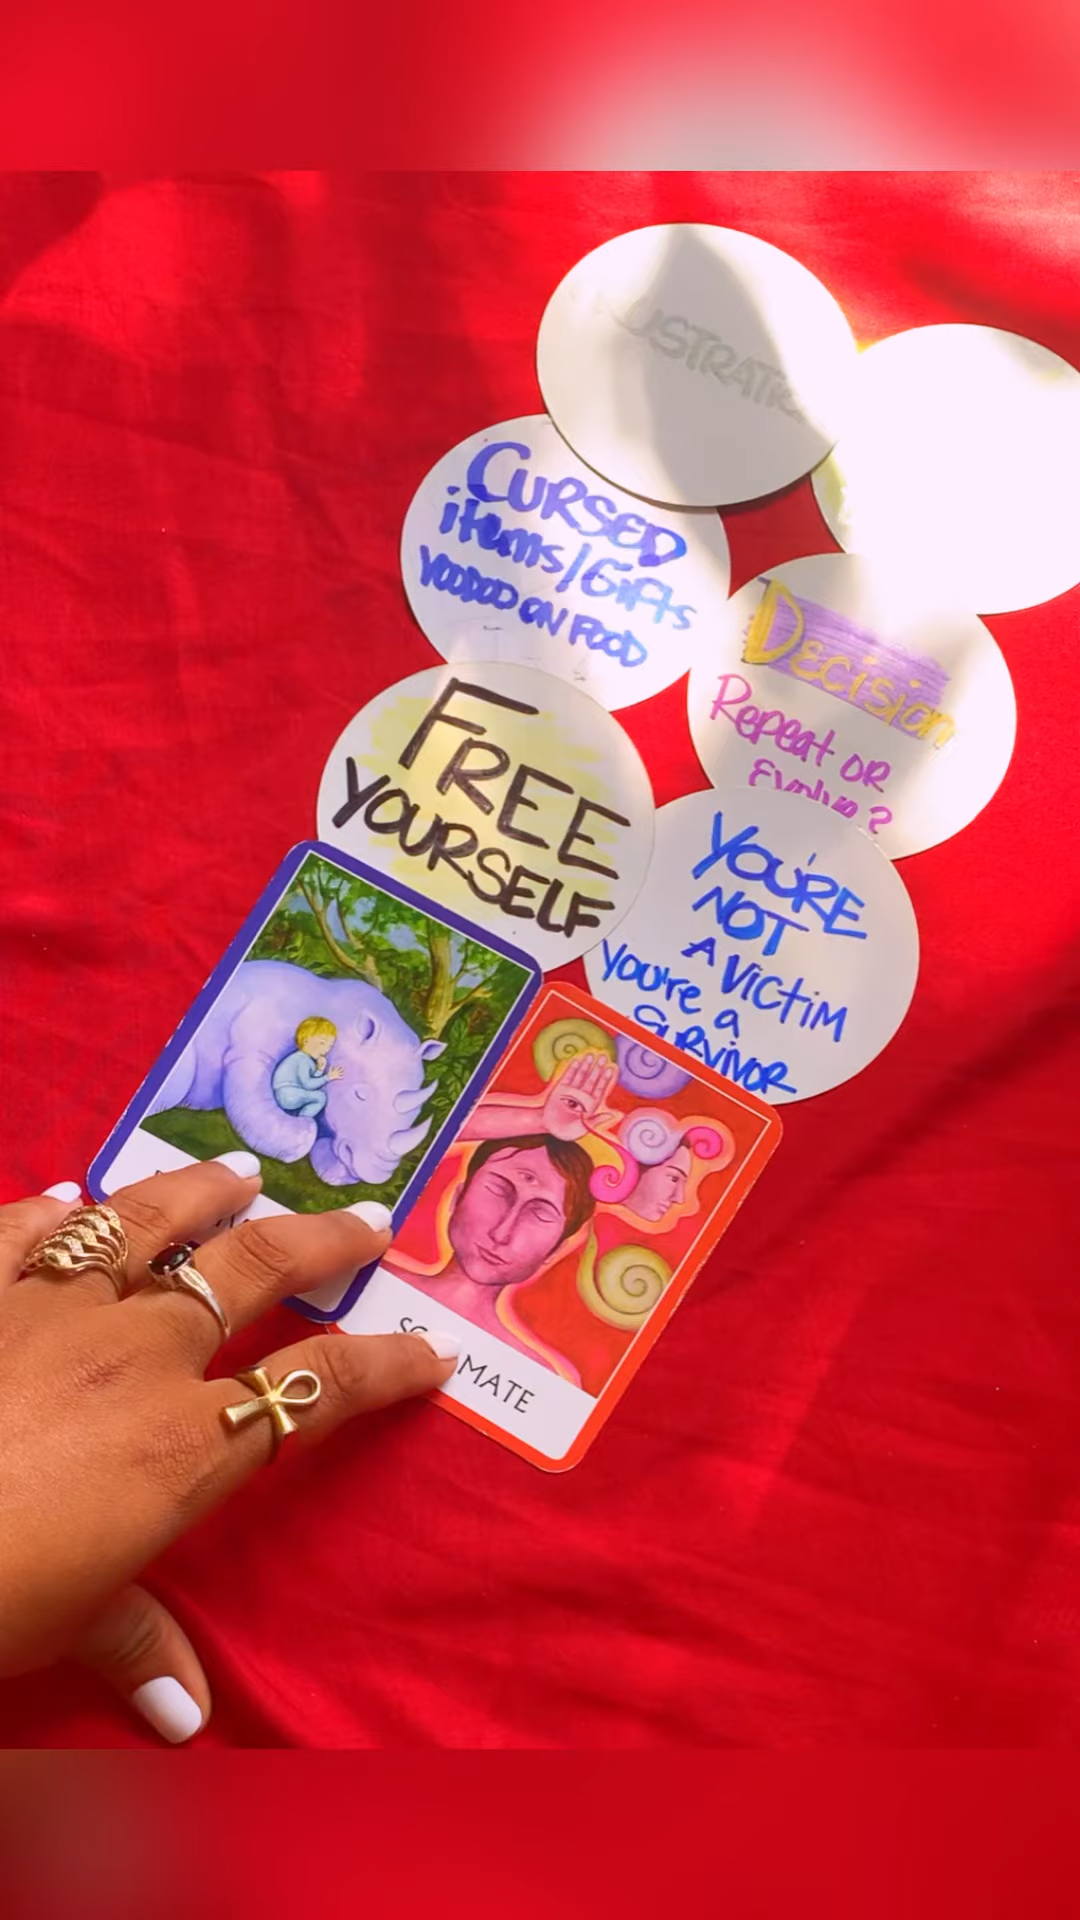 CURSED
items/Gifts
VOODOO ON FOOD
Decision
Repeat OR
Evolve?
FREE
YOURSELF
YOU'RE
NOT
A VICTIM
You're a
SURVIVOR
MATE